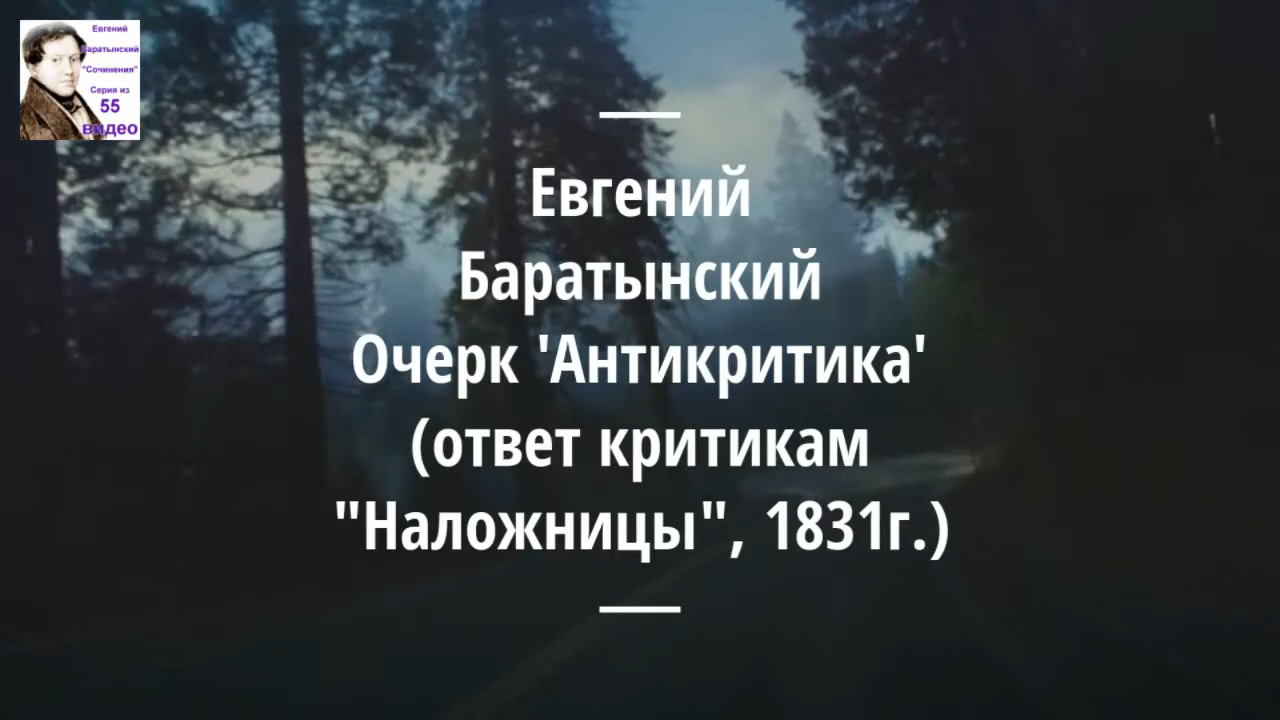 Евгений
Баратынский
"Сочинения"
Серия из
55
видео
Евгений
Баратынский
Очерк 'Антикритика'
(ответ критикам
"Наложницы", 1831г.)